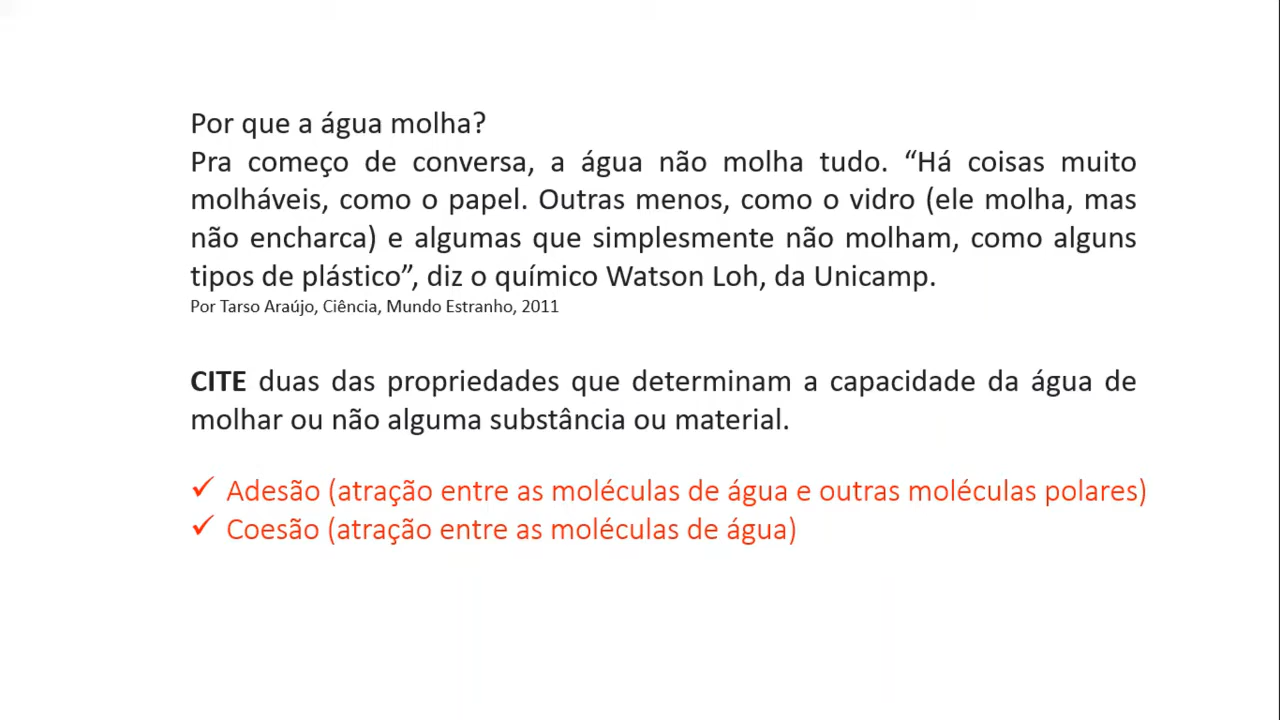 Por que a água molha?
Pra começo de conversa, a água não molha tudo. “Há coisas muito
molháveis, como o papel. Outras menos, como o vidro (ele molha, mas
não encharca) e algumas que simplesmente não molham, como alguns
tipos de plástico”, diz o químico Watson Loh, da Unicamp.
Por Tarso Araújo, Ciência, Mundo Estranho, 2011
CITE duas das propriedades que determinam a capacidade da água de
molhar ou não alguma substância ou material.
✓ Adesão (atração entre as moléculas de água e outras moléculas polares)
✓ Coesão (atração entre as moléculas de água)